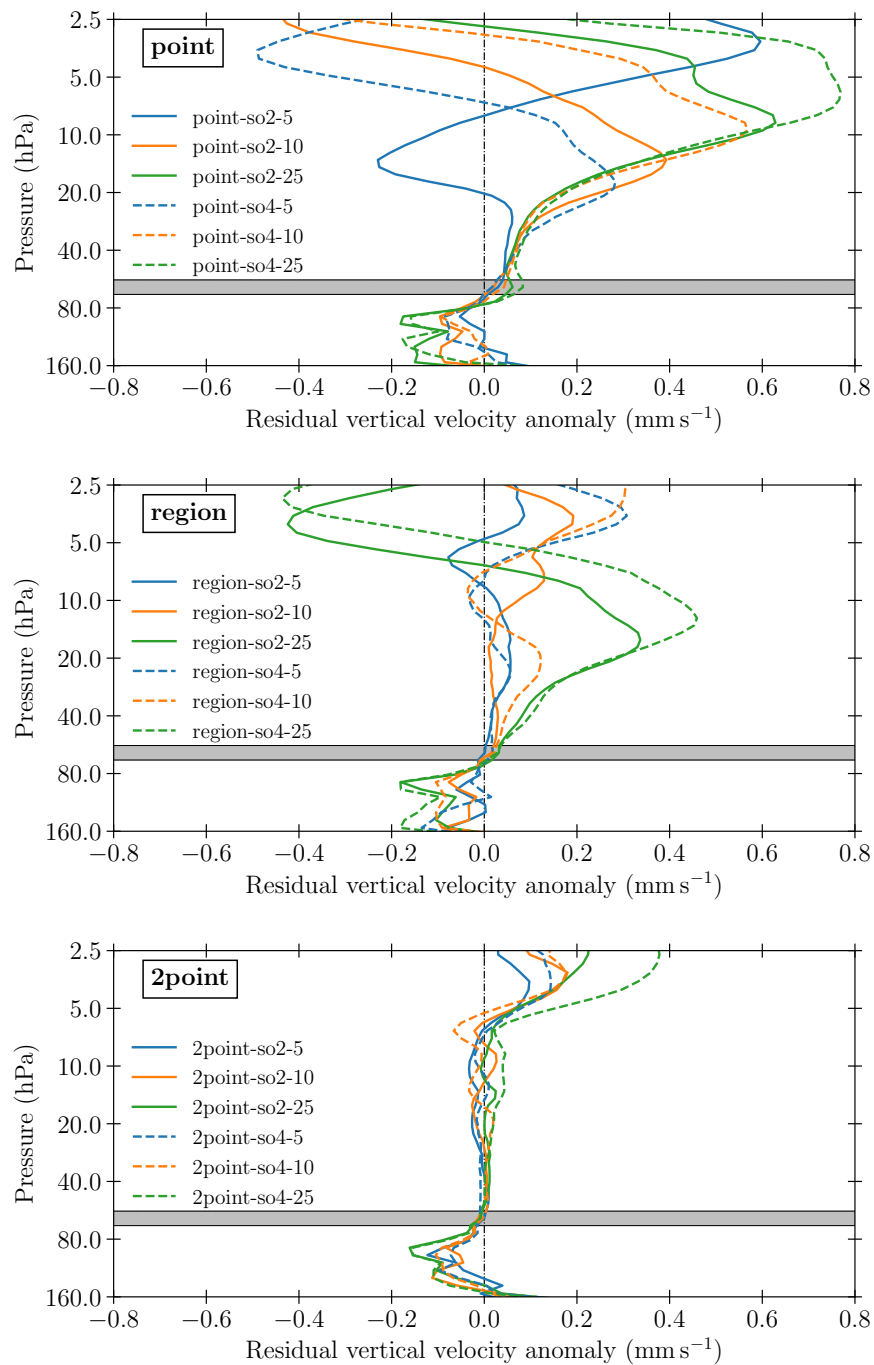 point
2.5
5.0
10.0
20.0
40.0
80.0
160.0
Pressure (hPa)
point-so2-5
point-so2-10
point-so2-25
point-so4-5
point-so4-10
point-so4-25
−0.8 −0.6 −0.4 −0.2 0.0 0.2 0.4 0.6 0.8
Residual vertical velocity anomaly (mm s⁻¹)
region
2.5
5.0
10.0
20.0
40.0
80.0
160.0
Pressure (hPa)
region-so2-5
region-so2-10
region-so2-25
region-so4-5
region-so4-10
region-so4-25
−0.8 −0.6 −0.4 −0.2 0.0 0.2 0.4 0.6 0.8
Residual vertical velocity anomaly (mm s⁻¹)
2point
2.5
5.0
10.0
20.0
40.0
80.0
160.0
Pressure (hPa)
2point-so2-5
2point-so2-10
2point-so2-25
2point-so4-5
2point-so4-10
2point-so4-25
−0.8 −0.6 −0.4 −0.2 0.0 0.2 0.4 0.6 0.8
Residual vertical velocity anomaly (mm s⁻¹)